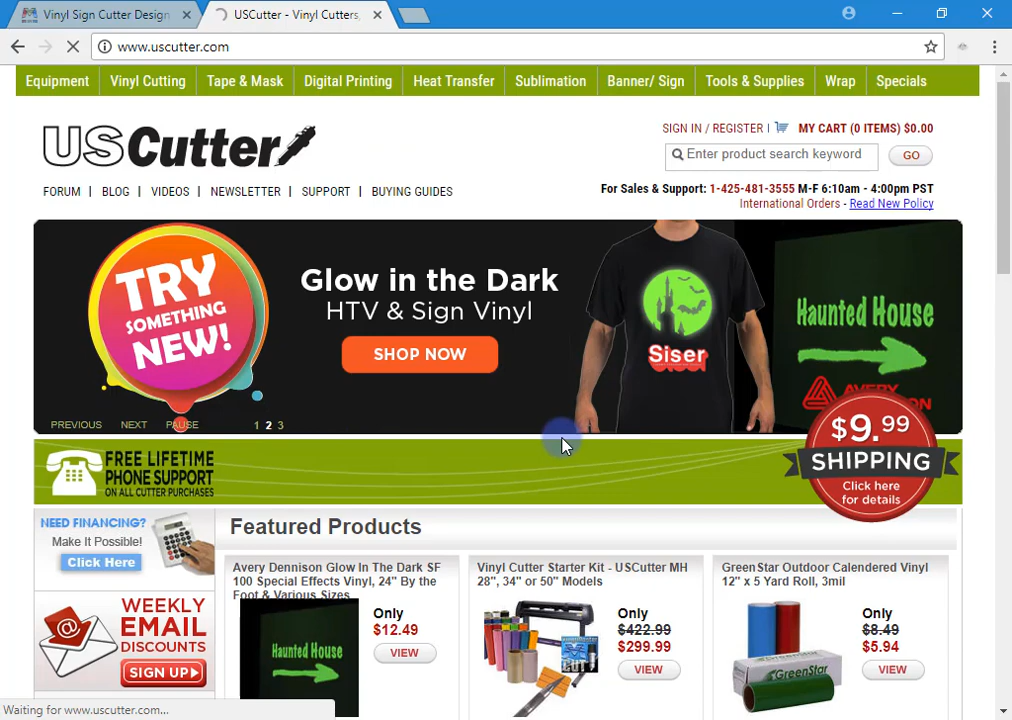 Vinyl Sign Cutter Design
USCutter - Vinyl Cutters,
www.uscutter.com
Equipment
Vinyl Cutting
Tape & Mask
Digital Printing
Heat Transfer
Sublimation
Banner/ Sign
Tools & Supplies
Wrap
Specials
USCutter
SIGN IN / REGISTER | MY CART (0 ITEMS) $0.00
Enter product search keyword
GO
FORUM | BLOG | VIDEOS | NEWSLETTER | SUPPORT | BUYING GUIDES
For Sales & Support: 1-425-481-3555 M-F 6:10am - 4:00pm PST
International Orders - Read New Policy
TRY
SOMETHING
NEW!
Glow in the Dark
HTV & Sign Vinyl
SHOP NOW
Siser
Haunted House
AVERY
PREVIOUS NEXT PAUSE 1 2 3
FREE LIFETIME
PHONE SUPPORT
ON ALL CUTTER PURCHASES
$9.99
SHIPPING
Click here
for details
NEED FINANCING?
Make It Possible!
Click Here
WEEKLY
EMAIL
DISCOUNTS
SIGN UP
Featured Products
Avery Dennison Glow In The Dark SF
100 Special Effects Vinyl, 24" By the
Foot & Various Sizes
Haunted House
Only
$12.49
VIEW
Vinyl Cutter Starter Kit - USCutter MH
28", 34" or 50" Models
Only
$422.99
$299.99
VIEW
GreenStar Outdoor Calendered Vinyl
12" x 5 Yard Roll, 3mil
GreenStar
Only
$8.49
$5.94
VIEW
Waiting for www.uscutter.com...